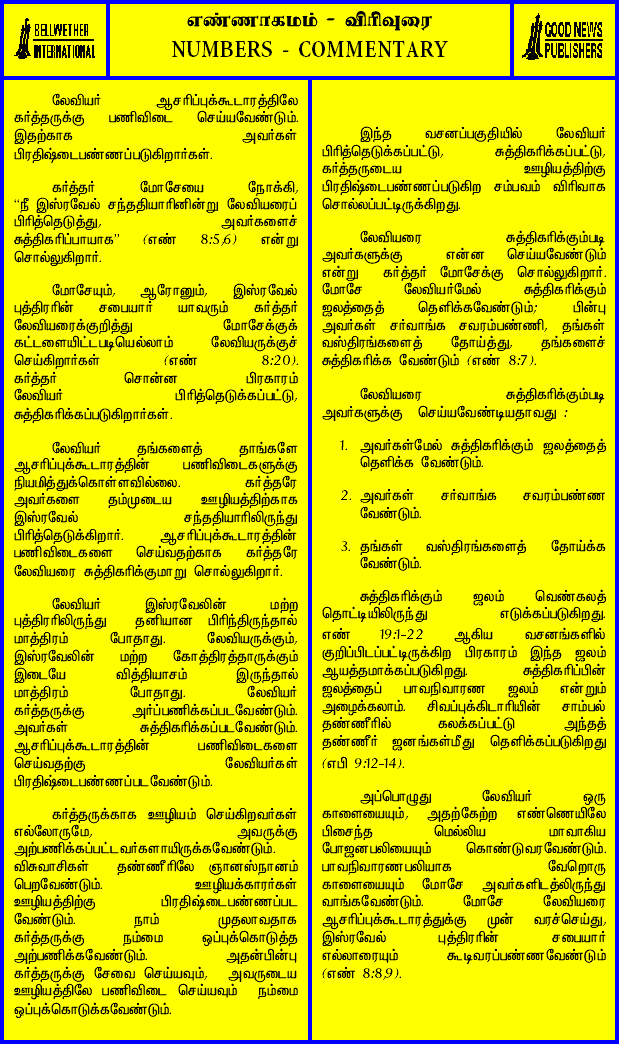 BELLWETHER
INTERNATIONAL
எண்ணாகமம் - விரிவுரை
NUMBERS - COMMENTARY
GOOD NEWS
PUBLISHERS
லேவியர் ஆசரிப்புக்கூடாரத்திலே
கர்த்தருக்கு பணிவிடை செய்யவேண்டும்.
இதற்காக அவர்கள்
பிரதிஷ்டைபண்ணப்படுகிறார்கள்.
கர்த்தர் மோசேயை நோக்கி,
“நீ இஸ்ரவேல் சந்ததியாரினின்று லேவியரைப்
பிரித்தெடுத்து, அவர்களைச்
சுத்திகரிப்பாயாக” (எண் 8:5,6) என்று
சொல்லுகிறார்.
மோசேயும், ஆரோனும், இஸ்ரவேல்
புத்திரரின் சபையார் யாவரும் கர்த்தர்
லேவியரைக்குறித்து மோசேக்குக்
கட்டளையிட்டபடியெல்லாம் லேவியருக்குச்
செய்கிறார்கள் (எண் 8:20).
கர்த்தர் சொன்ன பிரகாரம்
லேவியர் பிரித்தெடுக்கப்பட்டு,
சுத்திகரிக்கப்படுகிறார்கள்.
லேவியர் தங்களைத் தாங்களே
ஆசரிப்புக்கூடாரத்தின் பணிவிடைகளுக்கு
நியமித்துக்கொள்ளவில்லை. கர்த்தரே
அவர்களை தம்முடைய ஊழியத்திற்காக
இஸ்ரவேல் சந்ததியாரிலிருந்து
பிரித்தெடுக்கிறார். ஆசரிப்புக்கூடாரத்தின்
பணிவிடைகளை செய்வதற்காக கர்த்தரே
லேவியரை சுத்திகரிக்குமாறு சொல்லுகிறார்.
லேவியர் இஸ்ரவேலின் மற்ற
புத்திரரிலிருந்து தனியான பிரிந்திருந்தால்
மாத்திரம் போதாது. லேவியருக்கும்,
இஸ்ரவேலின் மற்ற கோத்திரத்தாருக்கும்
இடையே வித்தியாசம் இருந்தால்
மாத்திரம் போதாது. லேவியர்
கர்த்தருக்கு அர்ப்பணிக்கப்படவேண்டும்.
அவர்கள் சுத்திகரிக்கப்படவேண்டும்.
ஆசரிப்புக்கூடாரத்தின் பணிவிடைகளை
செய்வதற்கு லேவியர்கள்
பிரதிஷ்டைபண்ணப்படவேண்டும்.
கர்த்தருக்காக ஊழியம் செய்கிறவர்கள்
எல்லோருமே, அவருக்கு
அற்பணிக்கப்பட்டவர்களாயிருக்கவேண்டும்.
விசுவாசிகள் தண்ணீரிலே ஞானஸ்நானம்
பெறவேண்டும். ஊழியக்காரர்கள்
ஊழியத்திற்கு பிரதிஷ்டைபண்ணப்பட
வேண்டும். நாம் முதலாவதாக
கர்த்தருக்கு நம்மை ஒப்புக்கொடுத்த
அற்பணிக்கவேண்டும். அதன்பின்பு
கர்த்தருக்கு சேவை செய்யவும், அவருடைய
ஊழியத்திலே பணிவிடை செய்யவும் நம்மை
ஒப்புக்கொடுக்கவேண்டும்.
இந்த வசனப்பகுதியில் லேவியர்
பிரித்தெடுக்கப்பட்டு, சுத்திகரிக்கப்பட்டு,
கர்த்தருடைய ஊழியத்திற்கு
பிரதிஷ்டைபண்ணப்படுகிற சம்பவம் விரிவாக
சொல்லப்பட்டிருக்கிறது.
லேவியரை சுத்திகரிக்கும்படி
அவர்களுக்கு என்ன செய்யவேண்டும்
என்று கர்த்தர் மோசேக்கு சொல்லுகிறார்.
மோசே லேவியர்மேல் சுத்திகரிக்கும்
ஜலத்தைத் தெளிக்கவேண்டும்; பின்பு
அவர்கள் சர்வாங்க சவரம்பண்ணி, தங்கள்
வஸ்திரங்களைத் தோய்த்து, தங்களைச்
சுத்திகரிக்க வேண்டும் (எண் 8:7).
லேவியரை சுத்திகரிக்கும்படி
அவர்களுக்கு செய்யவேண்டியதாவது :
1. அவர்கள்மேல் சுத்திகரிக்கும் ஜலத்தைத்
தெளிக்க வேண்டும்.
2. அவர்கள் சர்வாங்க சவரம்பண்ண
வேண்டும்.
3. தங்கள் வஸ்திரங்களைத் தோய்க்க
வேண்டும்.
சுத்திகரிக்கும் ஜலம் வெண்கலத்
தொட்டியிலிருந்து எடுக்கப்படுகிறது.
எண் 19:1-22 ஆகிய வசனங்களில்
குறிப்பிடப்பட்டிருக்கிற பிரகாரம் இந்த ஜலம்
ஆயத்தமாக்கப்படுகிறது. சுத்திகரிப்பின்
ஜலத்தைப் பாவநிவாரண ஜலம் என்றும்
அழைக்கலாம். சிவப்புக்கிடாரியின் சாம்பல்
தண்ணீரில் கலக்கப்பட்டு அந்தத்
தண்ணீர் ஜனங்கள்மீது தெளிக்கப்படுகிறது
(எபி 9:12-14).
அப்பொழுது லேவியர் ஒரு
காளையையும், அதற்கேற்ற எண்ணெயிலே
பிசைந்த மெல்லிய மாவாகிய
போஜனபலியையும் கொண்டுவரவேண்டும்.
பாவநிவாரணபலியாக வேறொரு
காளையையும் மோசே அவர்களிடத்லிருந்து
வாங்கவேண்டும். மோசே லேவியரை
ஆசரிப்புக்கூடாரத்துக்கு முன் வரச்செய்து,
இஸ்ரவேல் புத்திரரின் சபையார்
எல்லாரையும் கூடிவரப்பண்ணவேண்டும்
(எண் 8:8,9).